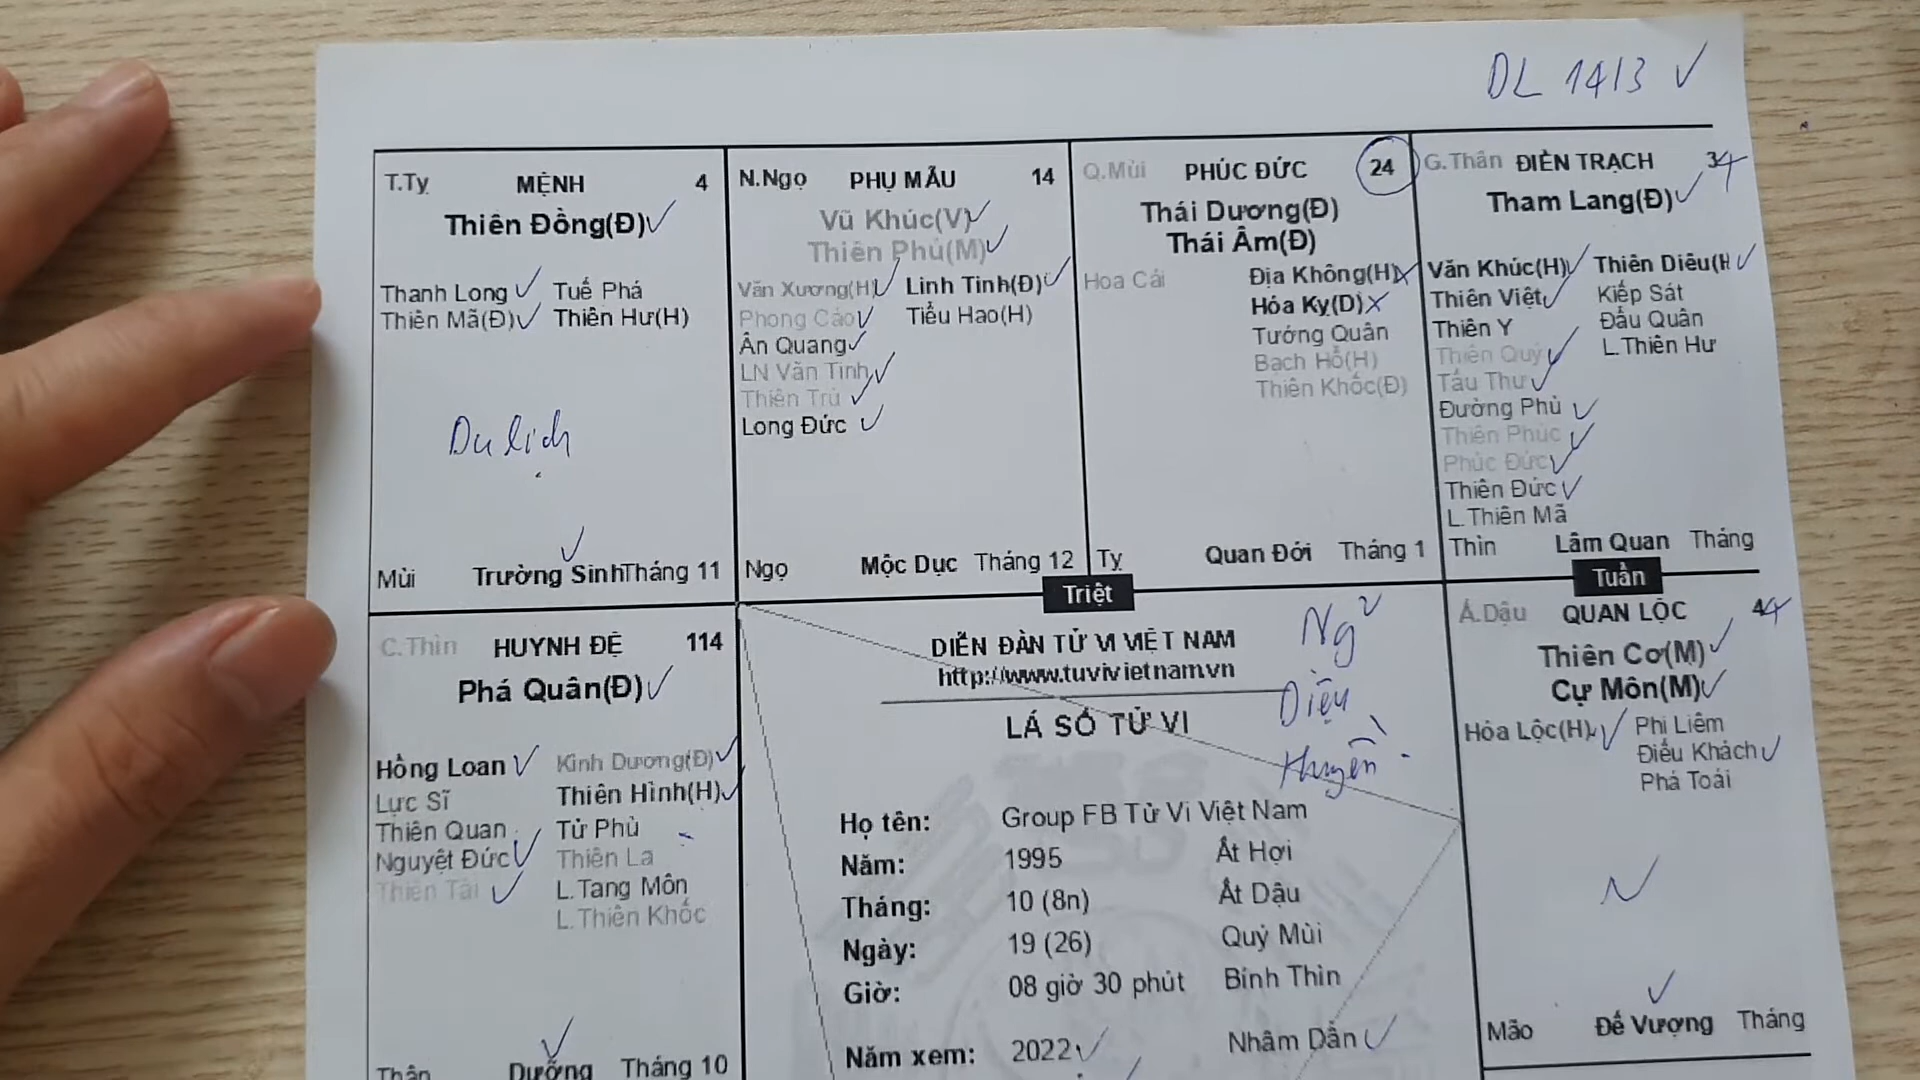 DL 1413 ✓
T.Tỵ MỆNH 4
Thiên Đồng(Đ)
Thanh Long Tuế Phá
Thiên Mã(Đ) Thiên Hư(H)
Du lịch
Mùi Trường Sinh Tháng 11
N.Ngọ PHỤ MẪU 14
Vũ Khúc(V)
Thiên Phủ(M)
Văn Xương(H) Linh Tinh(Đ)
Phong Cáo Tiểu Hao(H)
Ân Quang
LN Văn Tinh
Thiên Trù
Long Đức
Ngọ Mộc Dục Tháng 12
Q.Mùi PHÚC ĐỨC 24
Thái Dương(Đ)
Thái Âm(Đ)
Hoa Cái Địa Không(H)
Hóa Kỵ(D)
Tướng Quân
Bạch Hổ(H)
Thiên Khốc(Đ)
Tỵ Quan Đới Tháng 1
G.Thân ĐIỀN TRẠCH 34
Tham Lang(Đ)
Văn Khúc(H) Thiên Diêu(H
Thiên Việt Kiếp Sát
Thiên Y Đẩu Quân
Thiên Quý L.Thiên Hư
Tấu Thư
Đường Phù
Thiên Phúc
Phúc Đức
Thiên Đức
L.Thiên Mã
Thìn Lâm Quan Tháng
Triệt
Tuần
C.Thìn HUYNH ĐỆ 114
Phá Quân(Đ)
Hồng Loan Kình Dương(Đ)
Lực Sĩ Thiên Hình(H)
Thiên Quan Tử Phù
Nguyệt Đức Thiên La
Thiên Tài L.Tang Môn
L.Thiên Khốc
Thân Dưỡng Tháng 10
DIỄN ĐÀN TỬ VI VIỆT NAM
http://www.tuvivietnam.vn
LÁ SỐ TỬ VI
Diệu
Khuyển
Họ tên: Group FB Tử Vi Việt Nam
Năm: 1995 Ất Hợi
Tháng: 10 (8n) Ất Dậu
Ngày: 19 (26) Quý Mùi
Giờ: 08 giờ 30 phút Bính Thìn
Năm xem: 2022 Nhâm Dần
Á.Dậu QUAN LỘC 44
Thiên Cơ(M)
Cự Môn(M)
Hóa Lộc(H) Phi Liêm
Điếu Khách
Phá Toái
Mão Đế Vượng Tháng